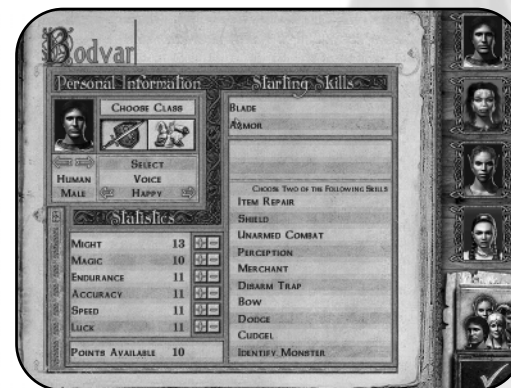 Bodvar
Personal Information
CHOOSE CLASS
SELECT
HUMAN VOICE
MALE HAPPY
Statistics
MIGHT 13
MAGIC 10
ENDURANCE 11
ACCURACY 11
SPEED 11
LUCK 11
POINTS AVAILABLE 10
Starting Skills
BLADE
ARMOR
CHOOSE TWO OF THE FOLLOWING SKILLS
ITEM REPAIR
SHIELD
UNARMED COMBAT
PERCEPTION
MERCHANT
DISARM TRAP
BOW
DODGE
CUDGEL
IDENTIFY MONSTER